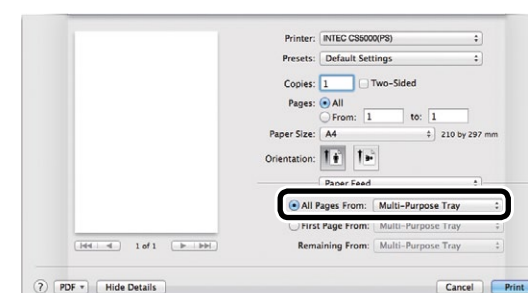 Printer: INTEC CS5000(PS)
Presets: Default Settings
Copies: 1 Two-Sided
Pages: All
From: 1 to: 1
Paper Size: A4 210 by 297 mm
Orientation:
Paper Feed
All Pages From: Multi-Purpose Tray
First Page From: Multi-Purpose Tray
1 of 1 Remaining From: Multi-Purpose Tray
? PDF Hide Details Cancel Print